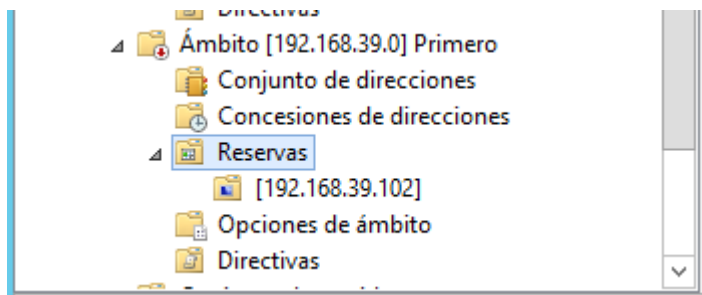 Directivas
Ámbito [192.168.39.0] Primero
Conjunto de direcciones
Concesiones de direcciones
Reservas
[192.168.39.102]
Opciones de ámbito
Directivas